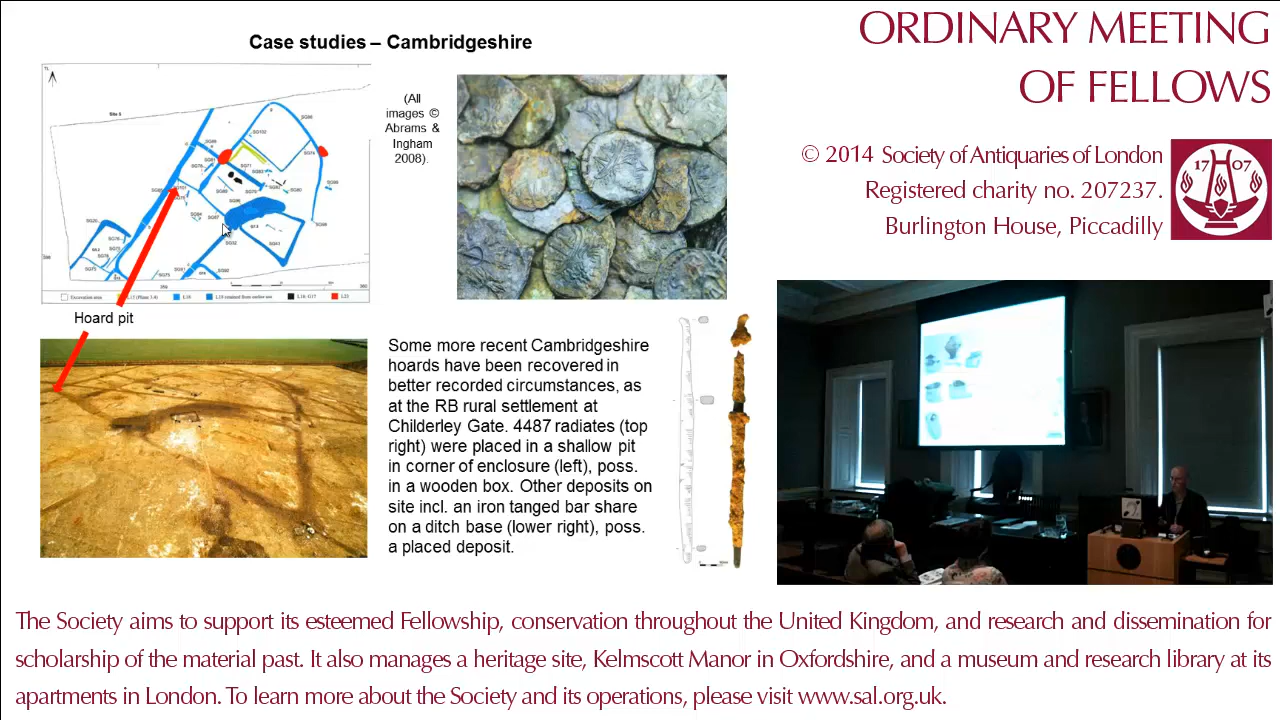 Case studies – Cambridgeshire
(All
images ©
Abrams &
Ingham
2008).
Site 5
Hoard pit
Some more recent Cambridgeshire
hoards have been recovered in
better recorded circumstances, as
at the RB rural settlement at
Childerley Gate. 4487 radiates (top
right) were placed in a shallow pit
in corner of enclosure (left), poss.
in a wooden box. Other deposits on
site incl. an iron tanged bar share
on a ditch base (lower right), poss.
a placed deposit.
ORDINARY MEETING
OF FELLOWS
© 2014 Society of Antiquaries of London
Registered charity no. 207237.
Burlington House, Piccadilly
17 07
The Society aims to support its esteemed Fellowship, conservation throughout the United Kingdom, and research and dissemination for
scholarship of the material past. It also manages a heritage site, Kelmscott Manor in Oxfordshire, and a museum and research library at its
apartments in London. To learn more about the Society and its operations, please visit www.sal.org.uk.